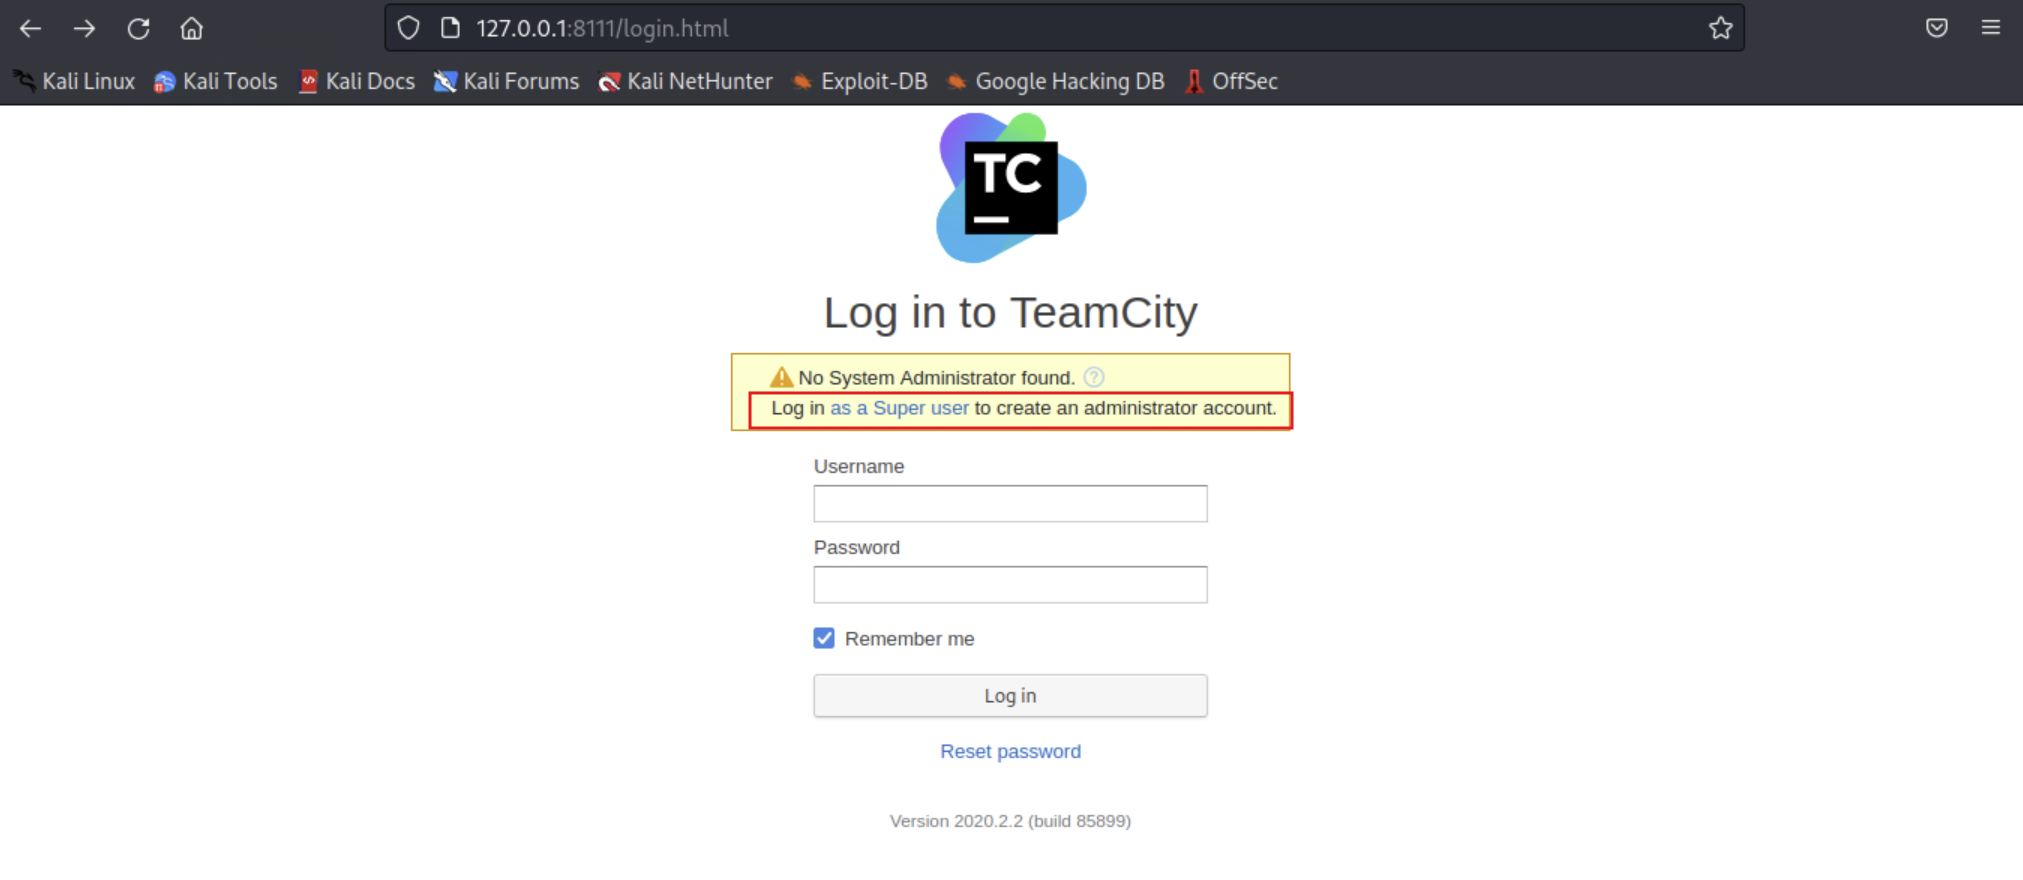 127.0.0.1:8111/login.html
Kali Linux Kali Tools Kali Docs Kali Forums Kali NetHunter Exploit-DB Google Hacking DB OffSec
TC
Log in to TeamCity
No System Administrator found. ?
Log in as a Super user to create an administrator account.
Username
Password
Remember me
Log in
Reset password
Version 2020.2.2 (build 85899)